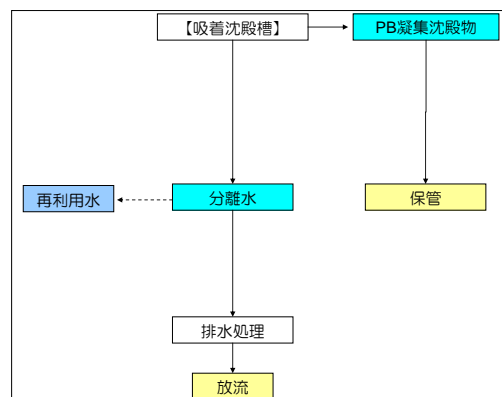 【吸着沈殿槽】
PB凝集沈殿物
再利用水
分離水
保管
排水処理
放流